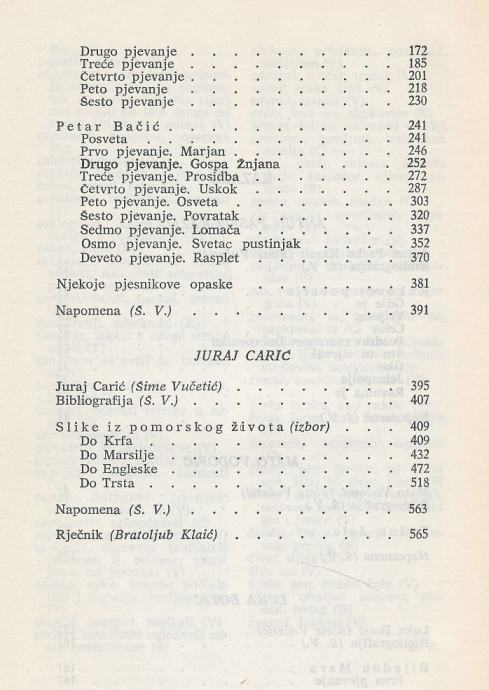 Drugo pjevanje . . . . . . . . . 172
Treće pjevanje . . . . . . . . . 185
Četvrto pjevanje . . . . . . . . . 201
Peto pjevanje . . . . . . . . . 218
Šesto pjevanje . . . . . . . . . 230
Petar Bačić . . . . . . . . . . 241
Posveta . . . . . . . . . . . 241
Prvo pjevanje. Marjan . . . . . . . 246
Drugo pjevanje. Gospa Žnjana . . . . . 252
Treće pjevanje. Prosidba . . . . . . 272
Četvrto pjevanje. Uskok . . . . . . 287
Peto pjevanje. Osveta . . . . . . . 303
Šesto pjevanje. Povratak . . . . . . 320
Sedmo pjevanje. Lomača . . . . . . 337
Osmo pjevanje. Svetac pustinjak . . . . 352
Deveto pjevanje. Rasplet . . . . . . 370
Njekoje pjesnikove opaske . . . . . . 381
Napomena (Š. V.) . . . . . . . . . 391
JURAJ CARIĆ
Juraj Carić (Šime Vučetić) . . . . . . 395
Bibliografija (Š. V.) . . . . . . . . 407
Slike iz pomorskog života (izbor) . . . . 409
Do Krfa . . . . . . . . . . . 409
Do Marsilje . . . . . . . . . . 432
Do Engleske . . . . . . . . . . 472
Do Trsta . . . . . . . . . . . 518
Napomena (Š. V.) . . . . . . . . . 563
Rječnik (Bratoljub Klaić) . . . . . . 565